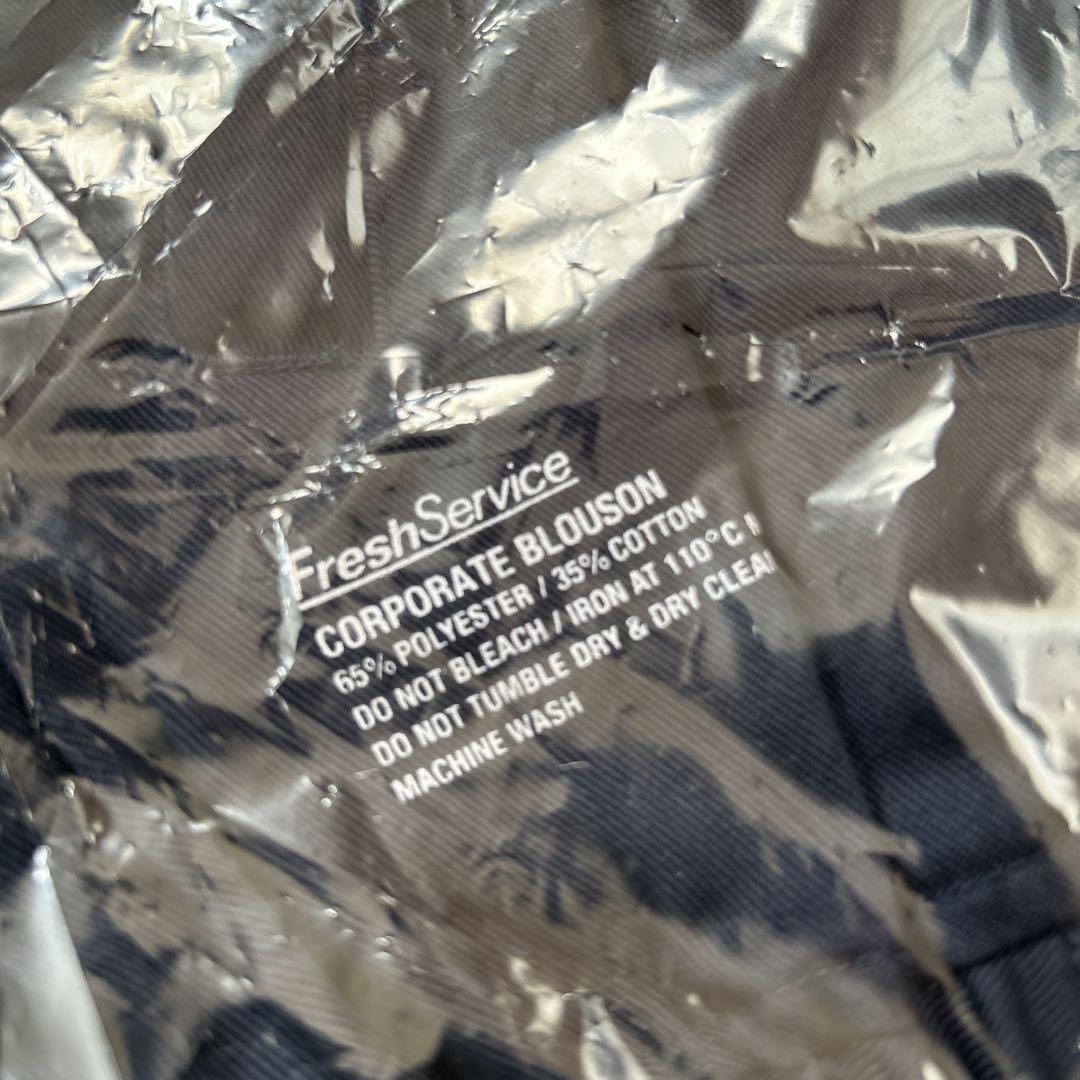 FreshService
CORPORATE BLOUSON
65% POLYESTER / 35% COTTON
DO NOT BLEACH / IRON AT 110°C
DO NOT TUMBLE DRY & DRY CLEA
MACHINE WASH